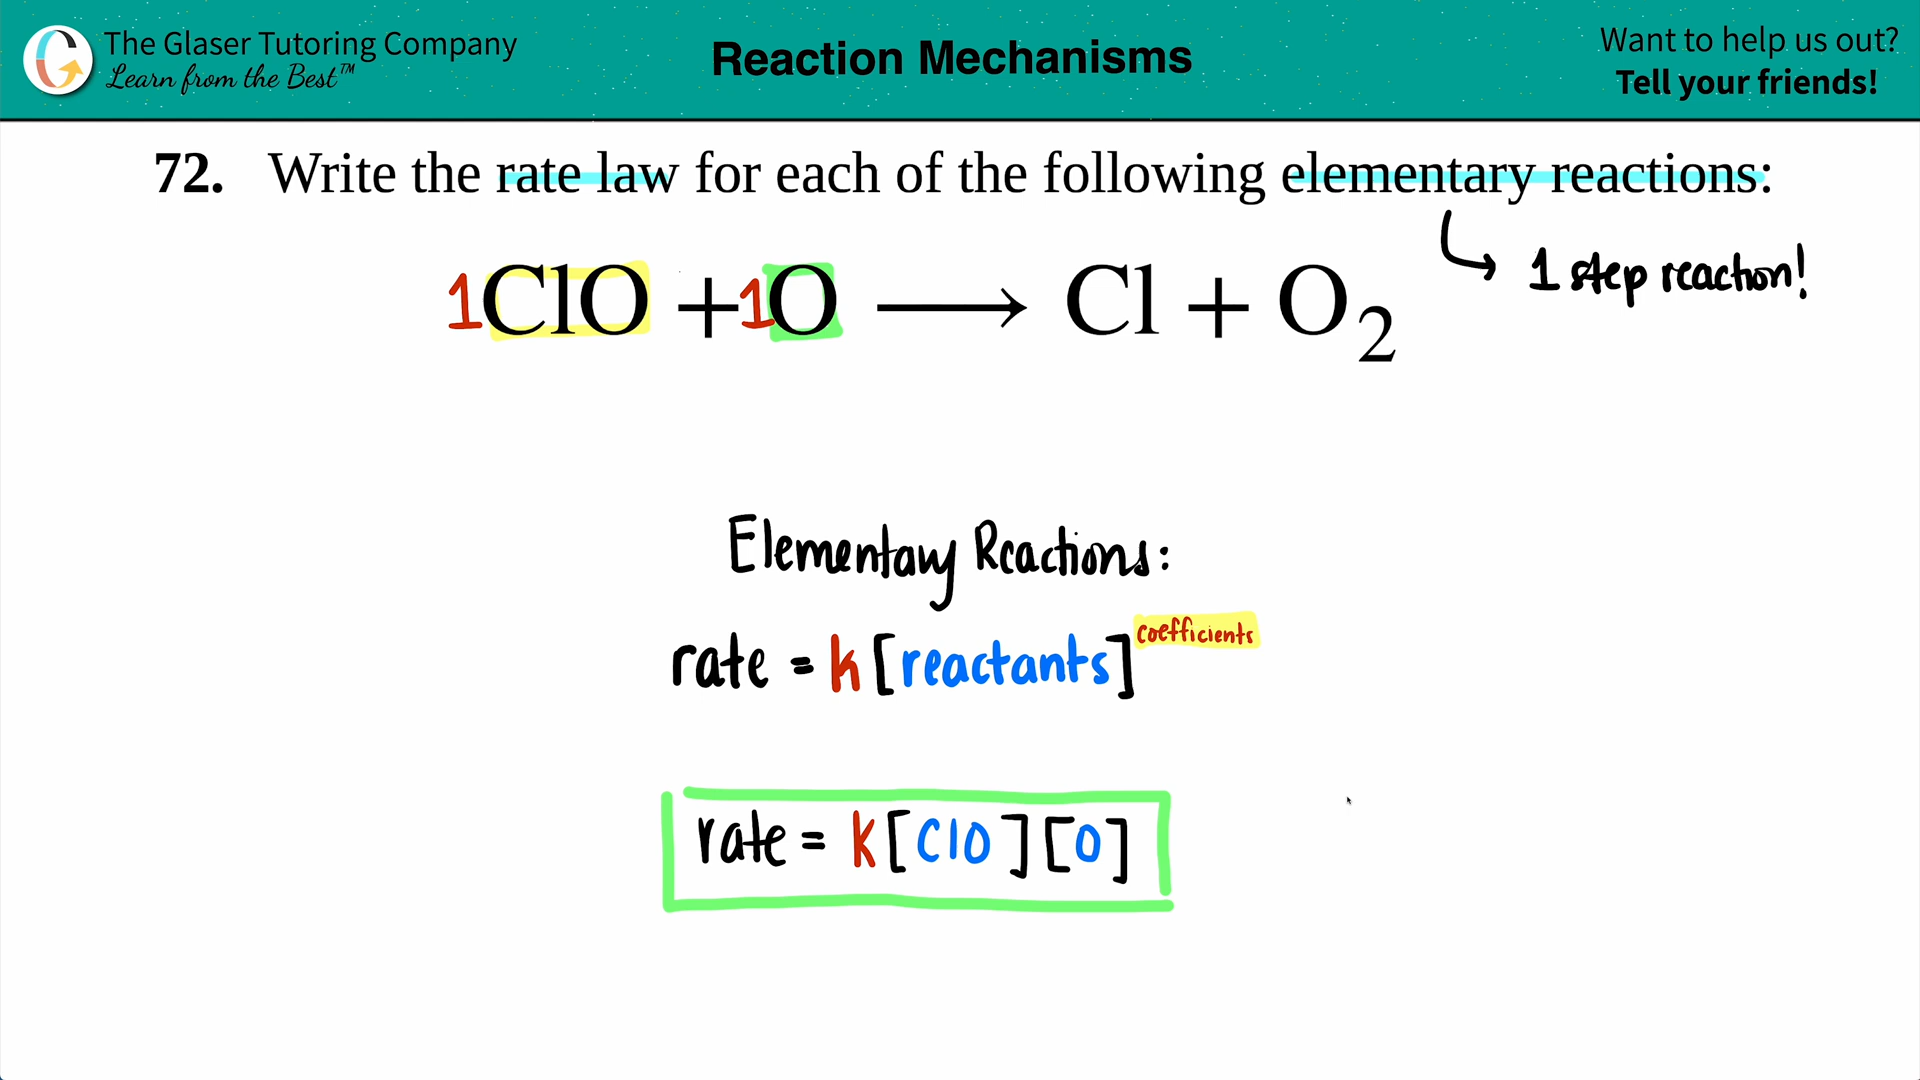 The Glaser Tutoring Company
Learn from the Best™
Reaction Mechanisms
Want to help us out?
Tell your friends!
72. Write the rate law for each of the following elementary reactions:
1 step reaction!
1ClO + 1O ⟶ Cl + O₂
Elementary Reactions:
rate = k[reactants]^coefficients
rate = k[ClO][O]